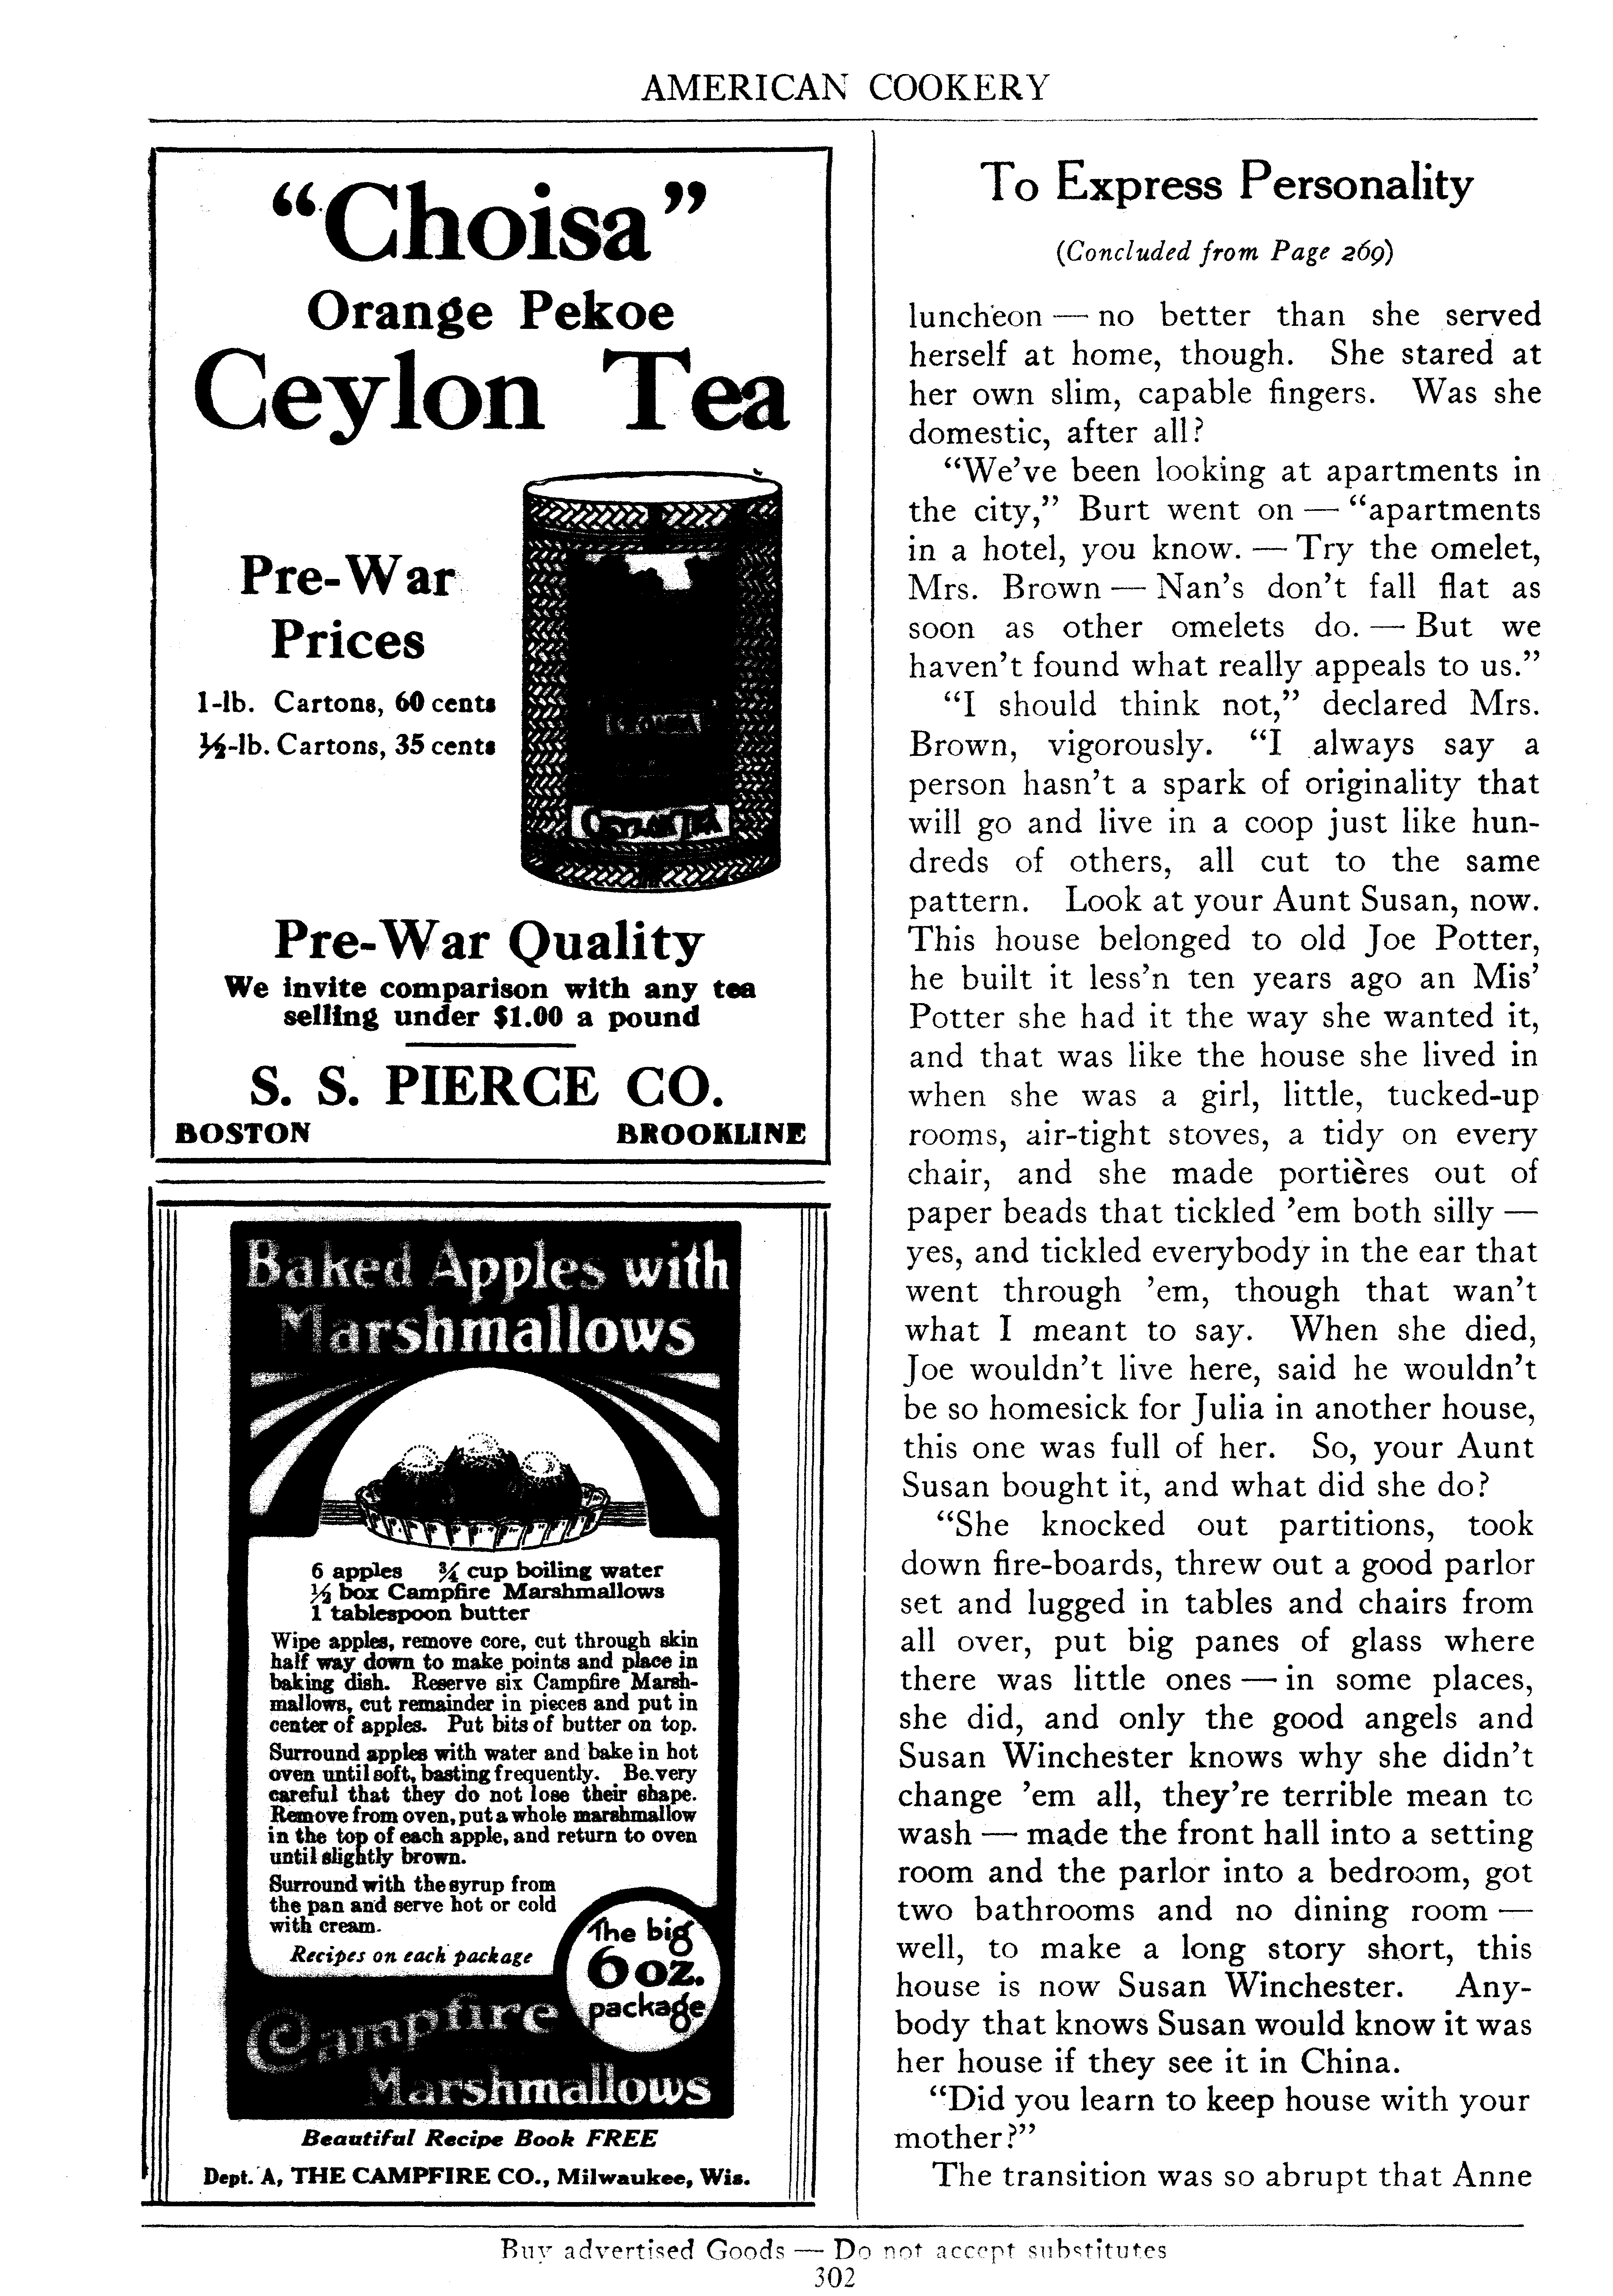 AMERICAN COOKERY
"Choisa"
Orange Pekoe
Ceylon Tea
Pre-War
Prices
1-lb. Cartons, 60 cents
½-lb. Cartons, 35 cents
CEYLON TEA
Pre-War Quality
We invite comparison with any tea
selling under $1.00 a pound
S. S. PIERCE CO.
BOSTON BROOKLINE
Baked Apples with
Marshmallows
6 apples ¾ cup boiling water
½ box Campfire Marshmallows
1 tablespoon butter
Wipe apples, remove core, cut through skin
half way down to make points and place in
baking dish. Reserve six Campfire Marsh-
mallows, cut remainder in pieces and put in
center of apples. Put bits of butter on top.
Surround apples with water and bake in hot
oven until soft, basting frequently. Be very
careful that they do not lose their shape.
Remove from oven, put a whole marshmallow
in the top of each apple, and return to oven
until slightly brown.
Surround with the syrup from
the pan and serve hot or cold
with cream.
Recipes on each package
The big
6 oz.
package
Campfire
Marshmallows
Beautiful Recipe Book FREE
Dept. A, THE CAMPFIRE CO., Milwaukee, Wis.
To Express Personality
(Concluded from Page 269)
luncheon — no better than she served
herself at home, though. She stared at
her own slim, capable fingers. Was she
domestic, after all?
"We've been looking at apartments in
the city," Burt went on — "apartments
in a hotel, you know. — Try the omelet,
Mrs. Brown — Nan's don't fall flat as
soon as other omelets do. — But we
haven't found what really appeals to us."
"I should think not," declared Mrs.
Brown, vigorously. "I always say a
person hasn't a spark of originality that
will go and live in a coop just like hun-
dreds of others, all cut to the same
pattern. Look at your Aunt Susan, now.
This house belonged to old Joe Potter,
he built it less'n ten years ago an Mis'
Potter she had it the way she wanted it,
and that was like the house she lived in
when she was a girl, little, tucked-up
rooms, air-tight stoves, a tidy on every
chair, and she made portières out of
paper beads that tickled 'em both silly —
yes, and tickled everybody in the ear that
went through 'em, though that wan't
what I meant to say. When she died,
Joe wouldn't live here, said he wouldn't
be so homesick for Julia in another house,
this one was full of her. So, your Aunt
Susan bought it, and what did she do?
"She knocked out partitions, took
down fire-boards, threw out a good parlor
set and lugged in tables and chairs from
all over, put big panes of glass where
there was little ones — in some places,
she did, and only the good angels and
Susan Winchester knows why she didn't
change 'em all, they're terrible mean to
wash — made the front hall into a setting
room and the parlor into a bedroom, got
two bathrooms and no dining room —
well, to make a long story short, this
house is now Susan Winchester. Any-
body that knows Susan would know it was
her house if they see it in China.
"Did you learn to keep house with your
mother?"
The transition was so abrupt that Anne
Buy advertised Goods — Do not accept substitutes
302